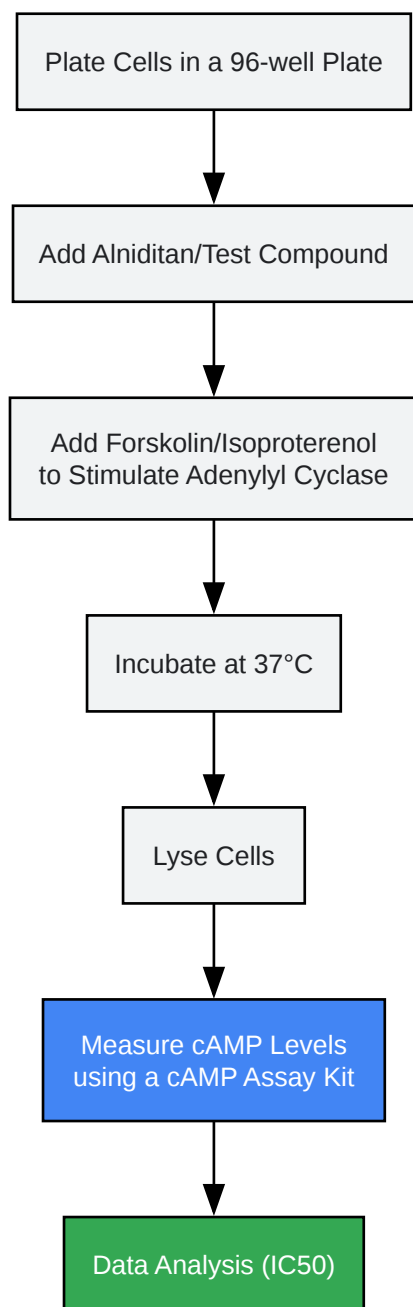 Plate Cells in a 96-well Plate
Add Alniditan/Test Compound
Add Forskolin/Isoproterenol
to Stimulate Adenylyl Cyclase
Incubate at 37°C
Lyse Cells
Measure cAMP Levels
using a cAMP Assay Kit
Data Analysis (IC50)